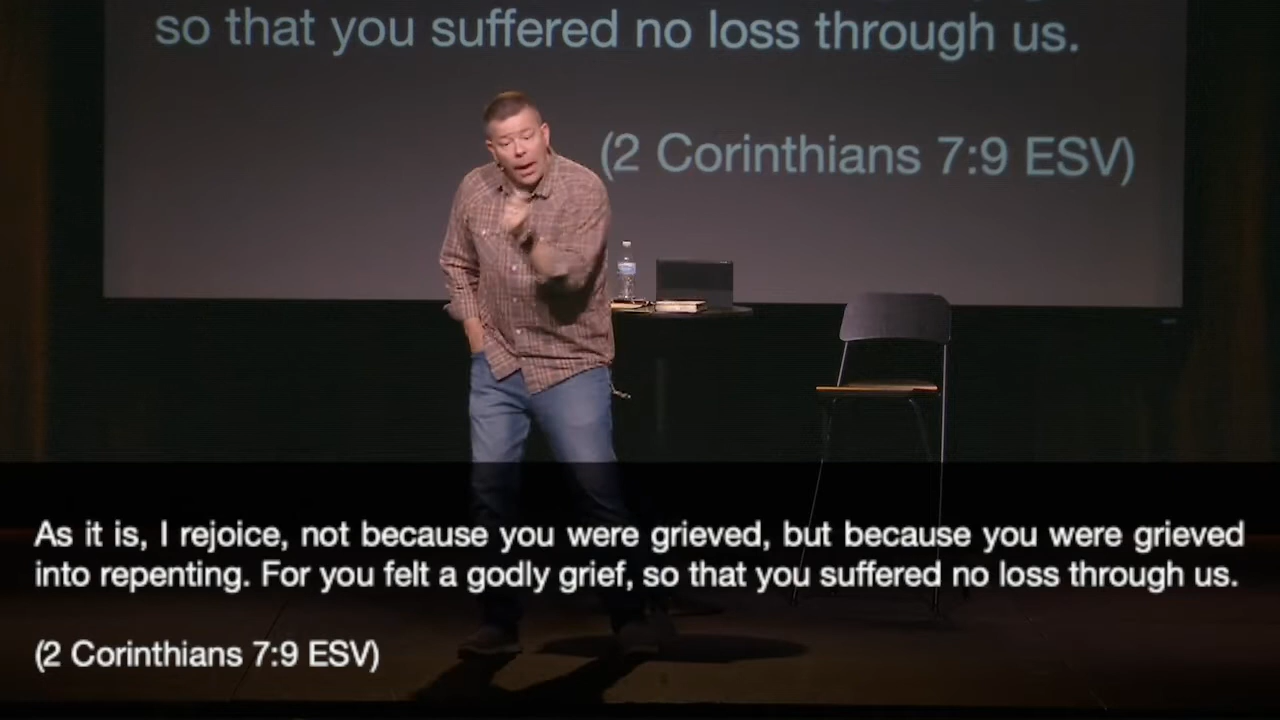 so that you suffered no loss through us.
(2 Corinthians 7:9 ESV)
As it is, I rejoice, not because you were grieved, but because you were grieved
into repenting. For you felt a godly grief, so that you suffered no loss through us.
(2 Corinthians 7:9 ESV)